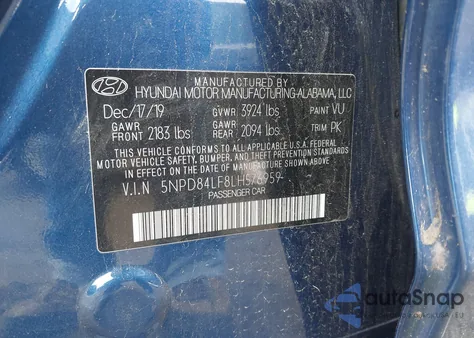 MANUFACTURED BY
HYUNDAI MOTOR MANUFACTURING ALABAMA, LLC
Dec/17/19 GVWR 3924 lbs PAINT VU
GAWR FRONT 2183 lbs GAWR REAR 2094 lbs TRIM PK
THIS VEHICLE CONFORMS TO ALL APPLICABLE U.S.A FEDERAL
MOTOR VEHICLE SAFETY, BUMPER, AND THEFT PREVENTION
STANDARDS IN EFFECT ON THE DATE OF MANUFACTURE SHOWN ABOVE.
V.I.N
PASSENGER CAR
autoSnap